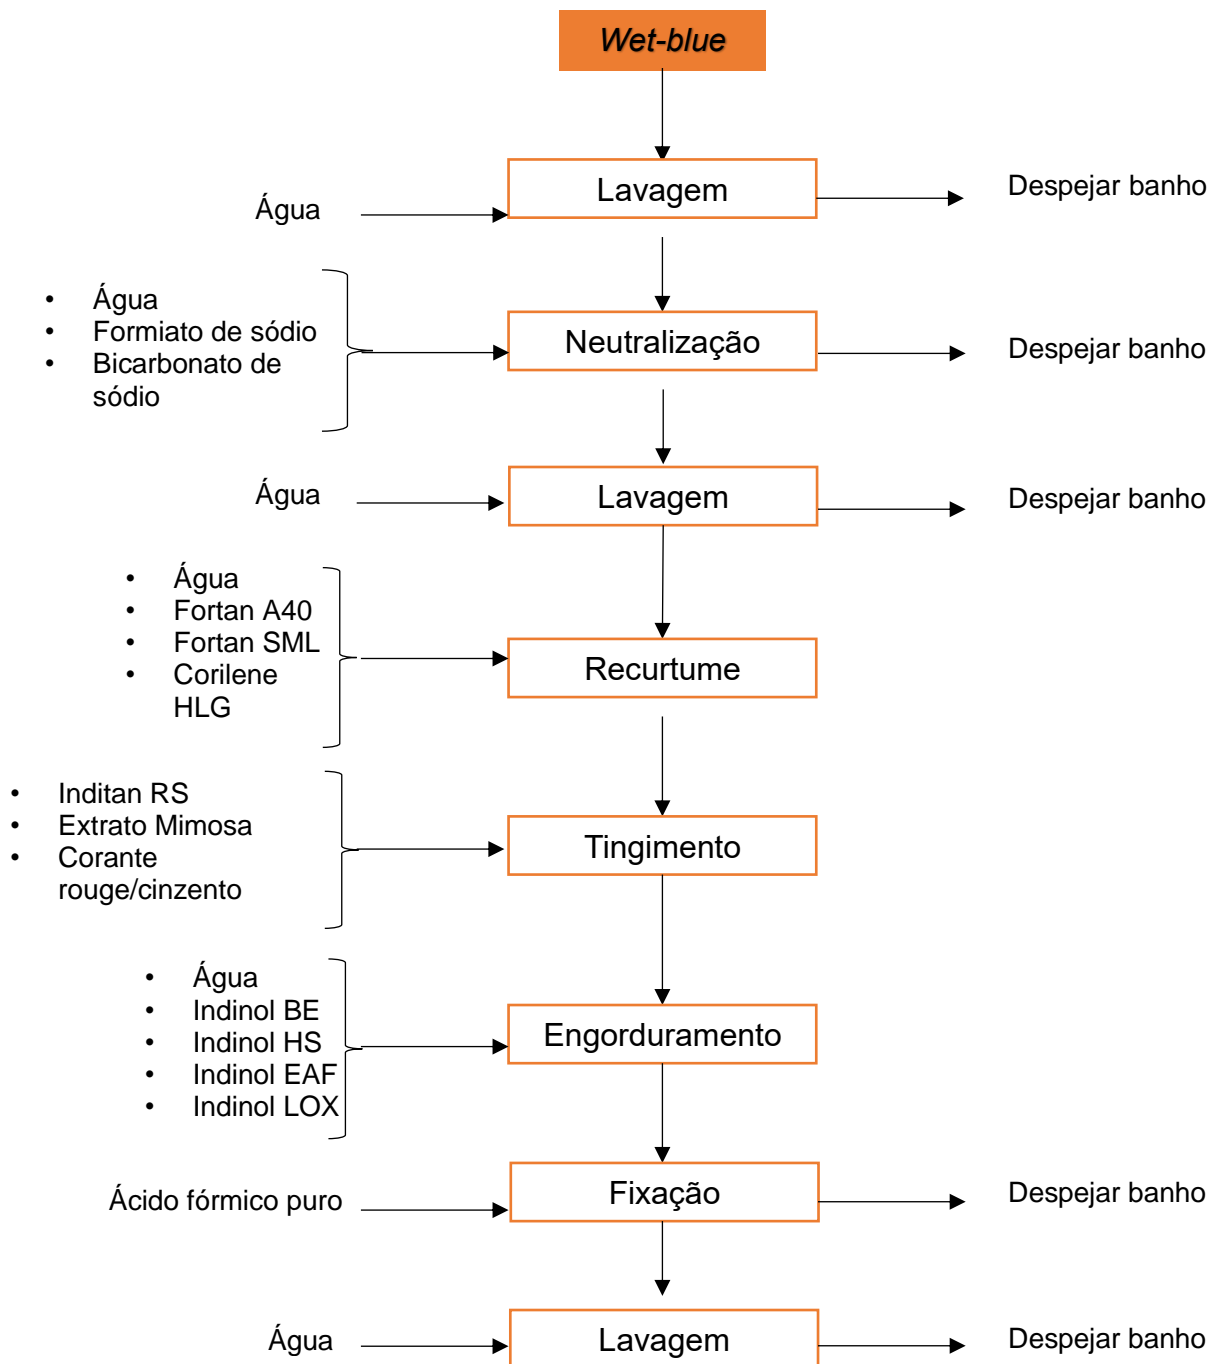 Wet-blue
Água
Lavagem
Despejar banho
• Água
• Formiato de sódio
• Bicarbonato de
sódio
Neutralização
Despejar banho
Água
Lavagem
Despejar banho
• Água
• Fortan A40
• Fortan SML
• Corilene
HLG
Recurtume
• Inditan RS
• Extrato Mimosa
• Corante
rouge/cinzento
Tingimento
• Água
• Indinol BE
• Indinol HS
• Indinol EAF
• Indinol LOX
Engorduramento
Ácido fórmico puro
Fixação
Despejar banho
Água
Lavagem
Despejar banho